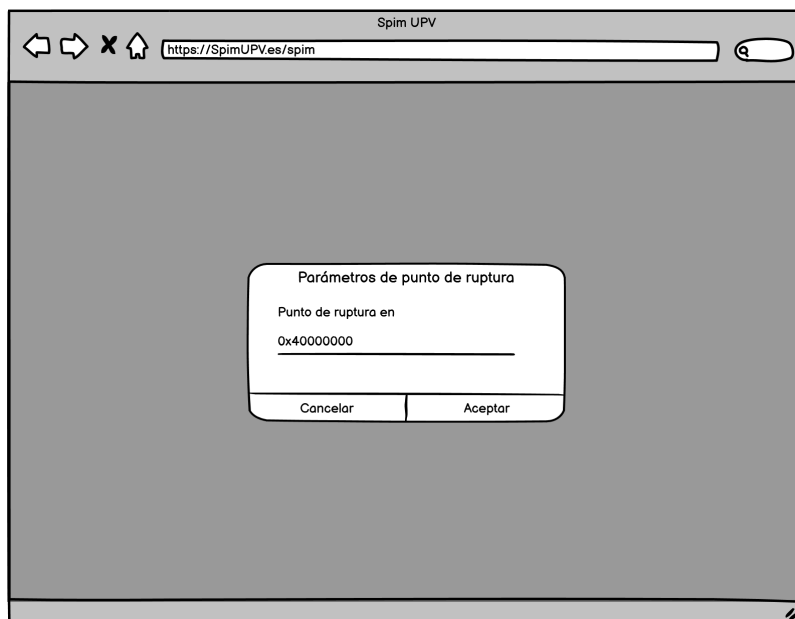 Spim UPV
https://SpimUPV.es/spim
Parámetros de punto de ruptura
Punto de ruptura en
0x40000000
Cancelar
Aceptar